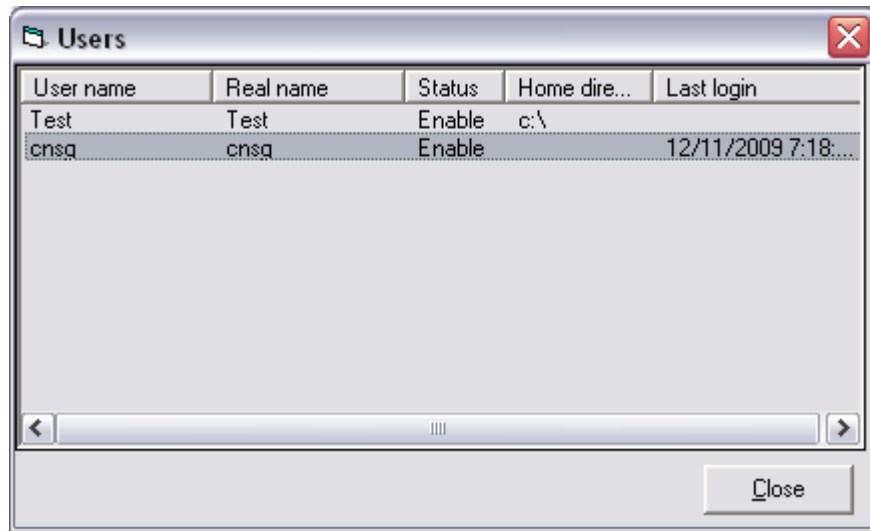 Users
User name Real name Status Home dire... Last login
Test Test Enable c:\
cnsg cnsg Enable 12/11/2009 7:18:...
Close